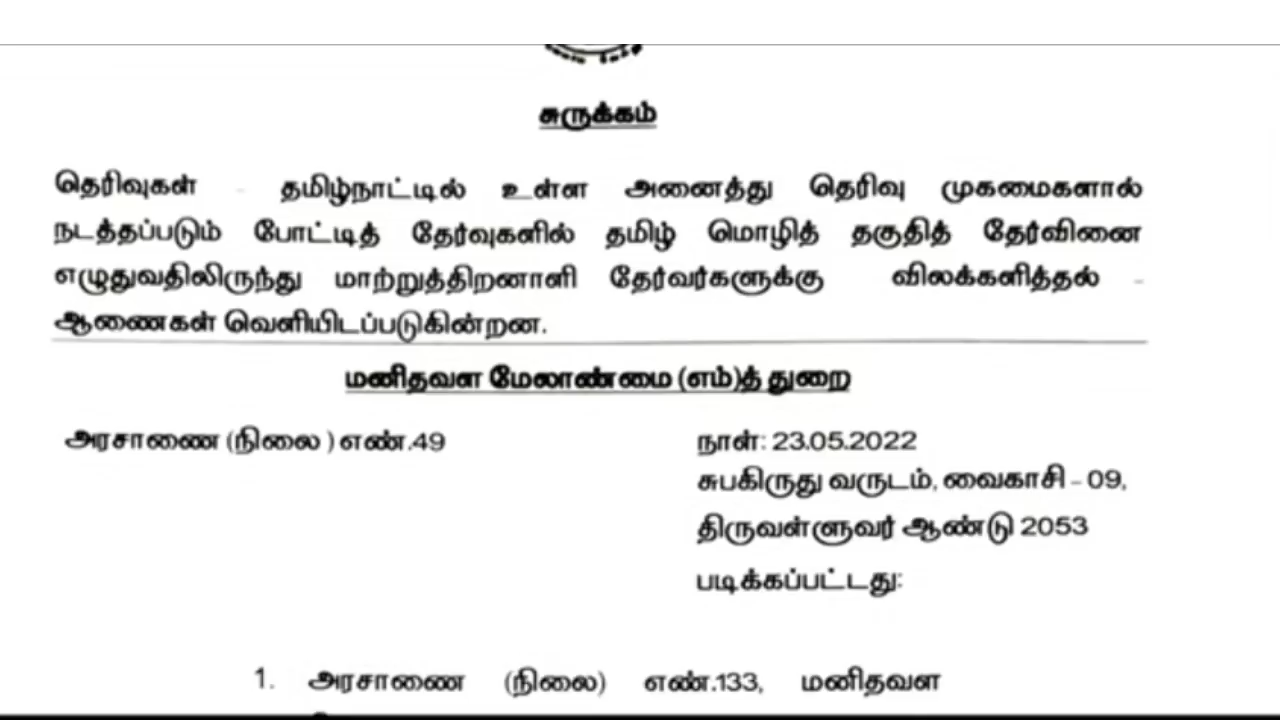 சுருக்கம்
தெரிவுகள் - தமிழ்நாட்டில் உள்ள அனைத்து தெரிவு முகமைகளால்
நடத்தப்படும் போட்டித் தேர்வுகளில் தமிழ் மொழித் தகுதித் தேர்வினை
எழுதுவதிலிருந்து மாற்றுத்திறனாளி தேர்வர்களுக்கு விலக்களித்தல் -
ஆணைகள் வெளியிடப்படுகின்றன.
மனிதவள மேலாண்மை (எம்)த் துறை
அரசாணை (நிலை ) எண்.49
நாள்: 23.05.2022
சுபகிருது வருடம், வைகாசி - 09,
திருவள்ளுவர் ஆண்டு 2053
படிக்கப்பட்டது:
1. அரசாணை (நிலை) எண்.133, மனிதவள